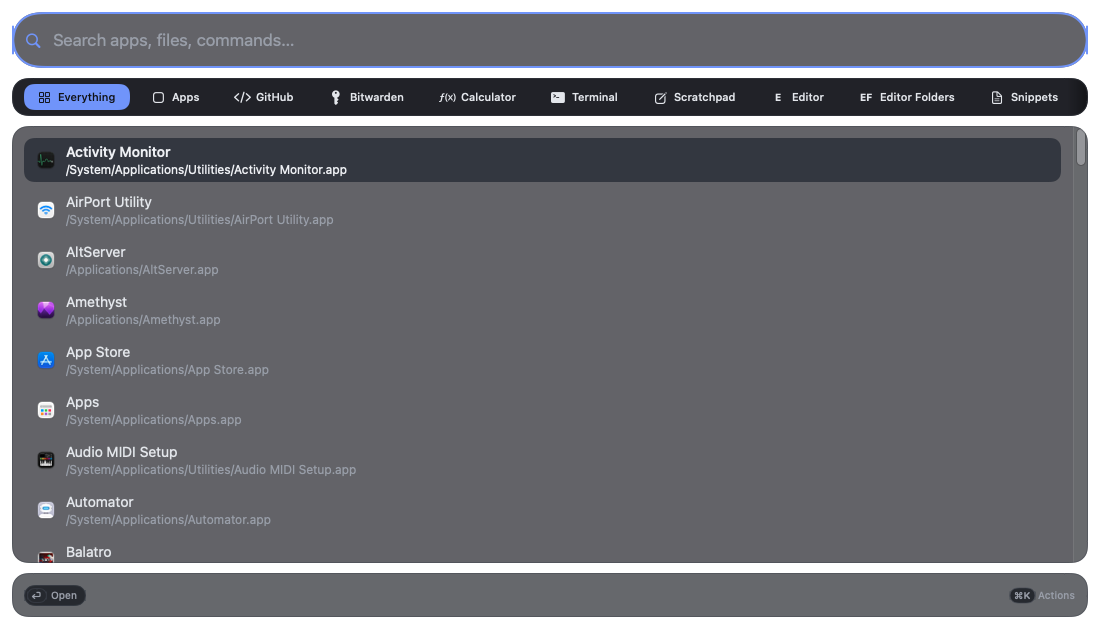 Search apps, files, commands...
Everything Apps </> GitHub Bitwarden ƒ(x) Calculator Terminal Scratchpad E Editor EF Editor Folders Snippets
Activity Monitor
/System/Applications/Utilities/Activity Monitor.app
AirPort Utility
/System/Applications/Utilities/AirPort Utility.app
AltServer
/Applications/AltServer.app
Amethyst
/Applications/Amethyst.app
App Store
/System/Applications/App Store.app
Apps
/System/Applications/Apps.app
Audio MIDI Setup
/System/Applications/Utilities/Audio MIDI Setup.app
Automator
/System/Applications/Automator.app
Balatro
Open ⌘K Actions